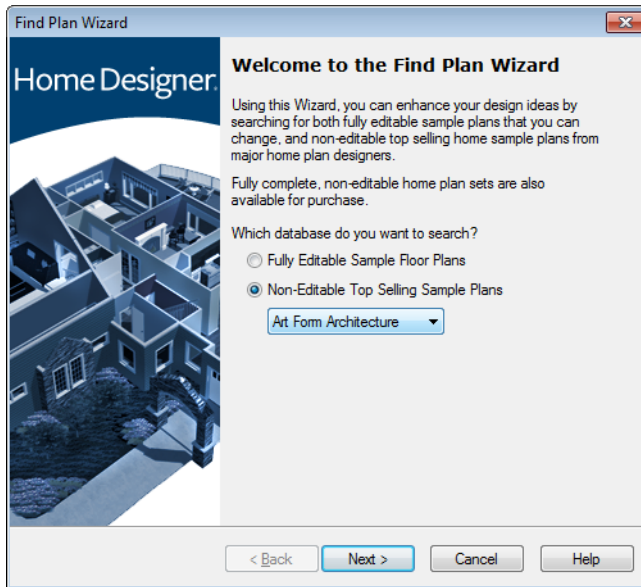 Find Plan Wizard
Home Designer.
Welcome to the Find Plan Wizard
Using this Wizard, you can enhance your design ideas by
searching for both fully editable sample plans that you can
change, and non-editable top selling home sample plans from
major home plan designers.
Fully complete, non-editable home plan sets are also
available for purchase.
Which database do you want to search?
Fully Editable Sample Floor Plans
Non-Editable Top Selling Sample Plans
Art Form Architecture
< Back Next > Cancel Help